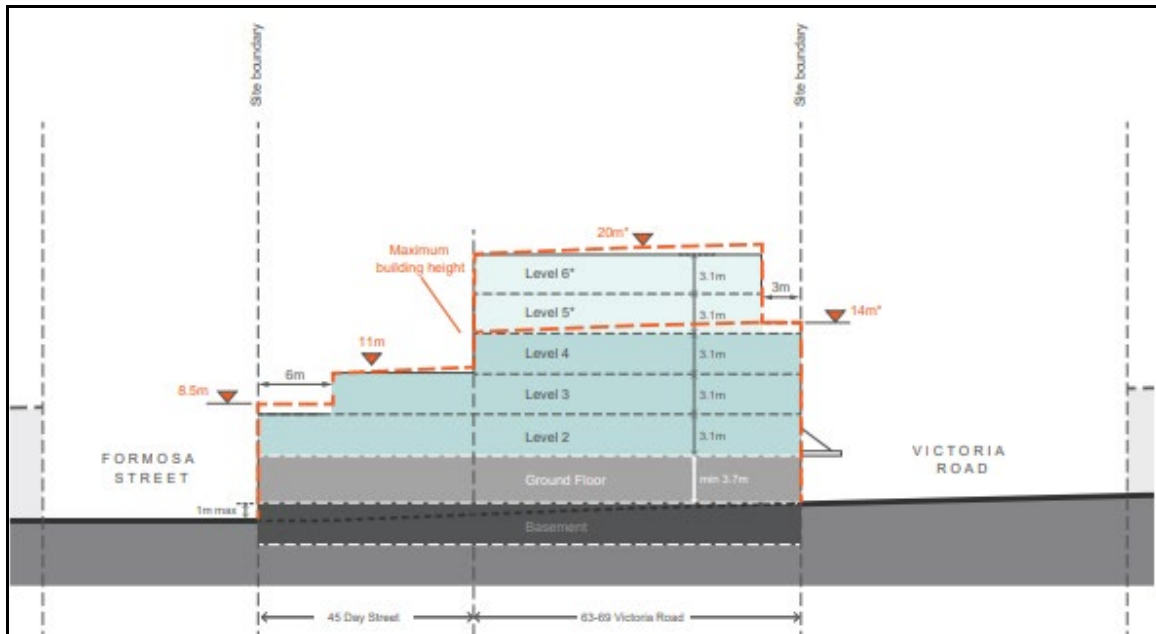 Site boundary
Site boundary
20m*
Maximum
building height
Level 6*
3.1m
3m
Level 5*
3.1m
14m*
11m
Level 4
3.1m
6m
8.5m
Level 3
3.1m
Level 2
3.1m
FORMOSA
STREET
VICTORIA
ROAD
Ground Floor
min 3.7m
1m max
Basement
45 Day Street
63-69 Victoria Road